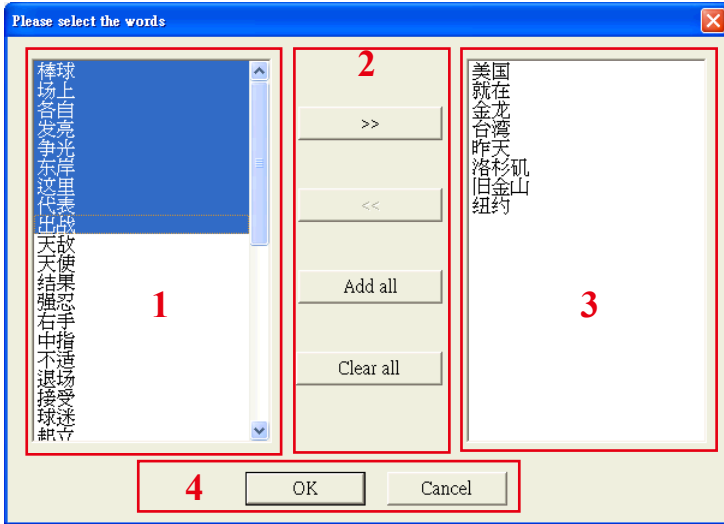 Please select the words
棒球
场上
各自
发亮
争光
东岸
这里
代表
出战
天敌
天使
结果
强忍
右手
中指
不适
退场
接受
球迷
起立
1
2
>>
<<
Add all
Clear all
美国
就在
金龙
台湾
昨天
洛杉矶
旧金山
纽约
3
4
OK
Cancel